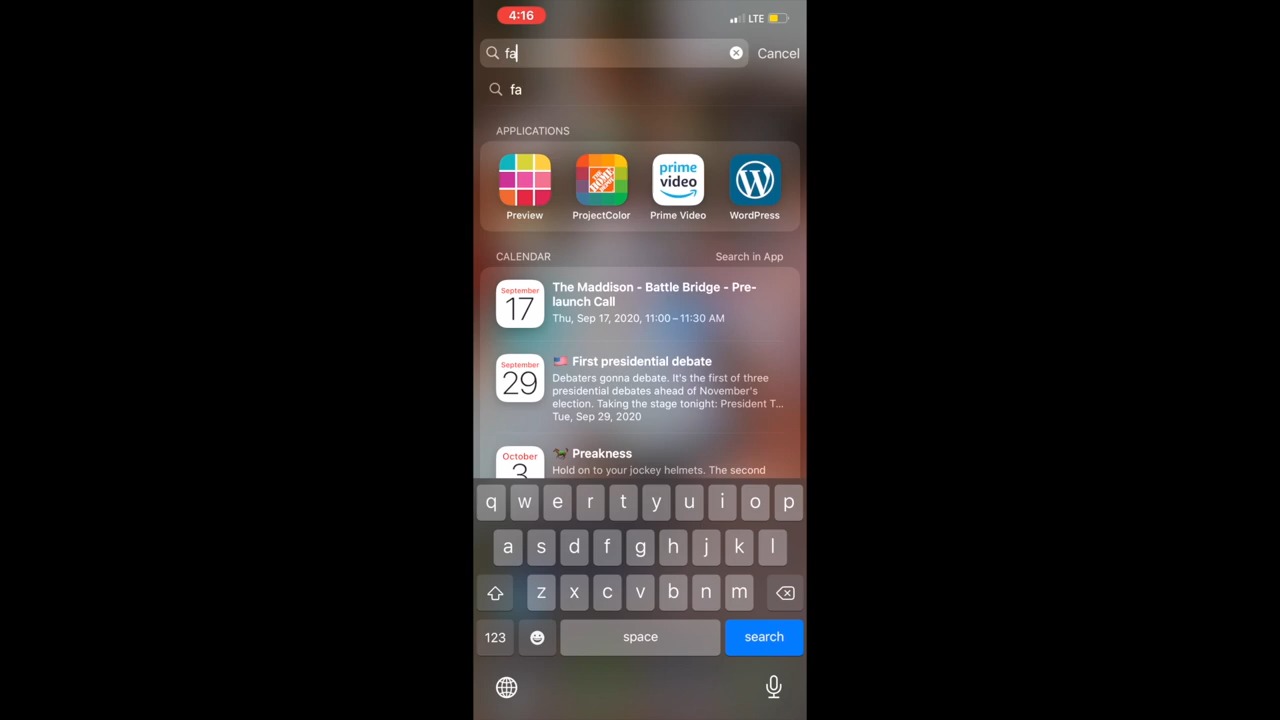 4:16
LTE
fa
Cancel
fa
APPLICATIONS
prime
video
THE HOME DEPOT
Preview
ProjectColor
Prime Video
WordPress
CALENDAR
Search in App
September
17
The Maddison - Battle Bridge - Pre-
launch Call
Thu, Sep 17, 2020, 11:00 – 11:30 AM
September
29
🇺🇸 First presidential debate
Debaters gonna debate. It's the first of three
presidential debates ahead of November's
election. Taking the stage tonight: President T...
Tue, Sep 29, 2020
October
3
🏇 Preakness
Hold on to your jockey helmets. The second
q w e r t y u i o p
a s d f g h j k l
z x c v b n m
123
space
search